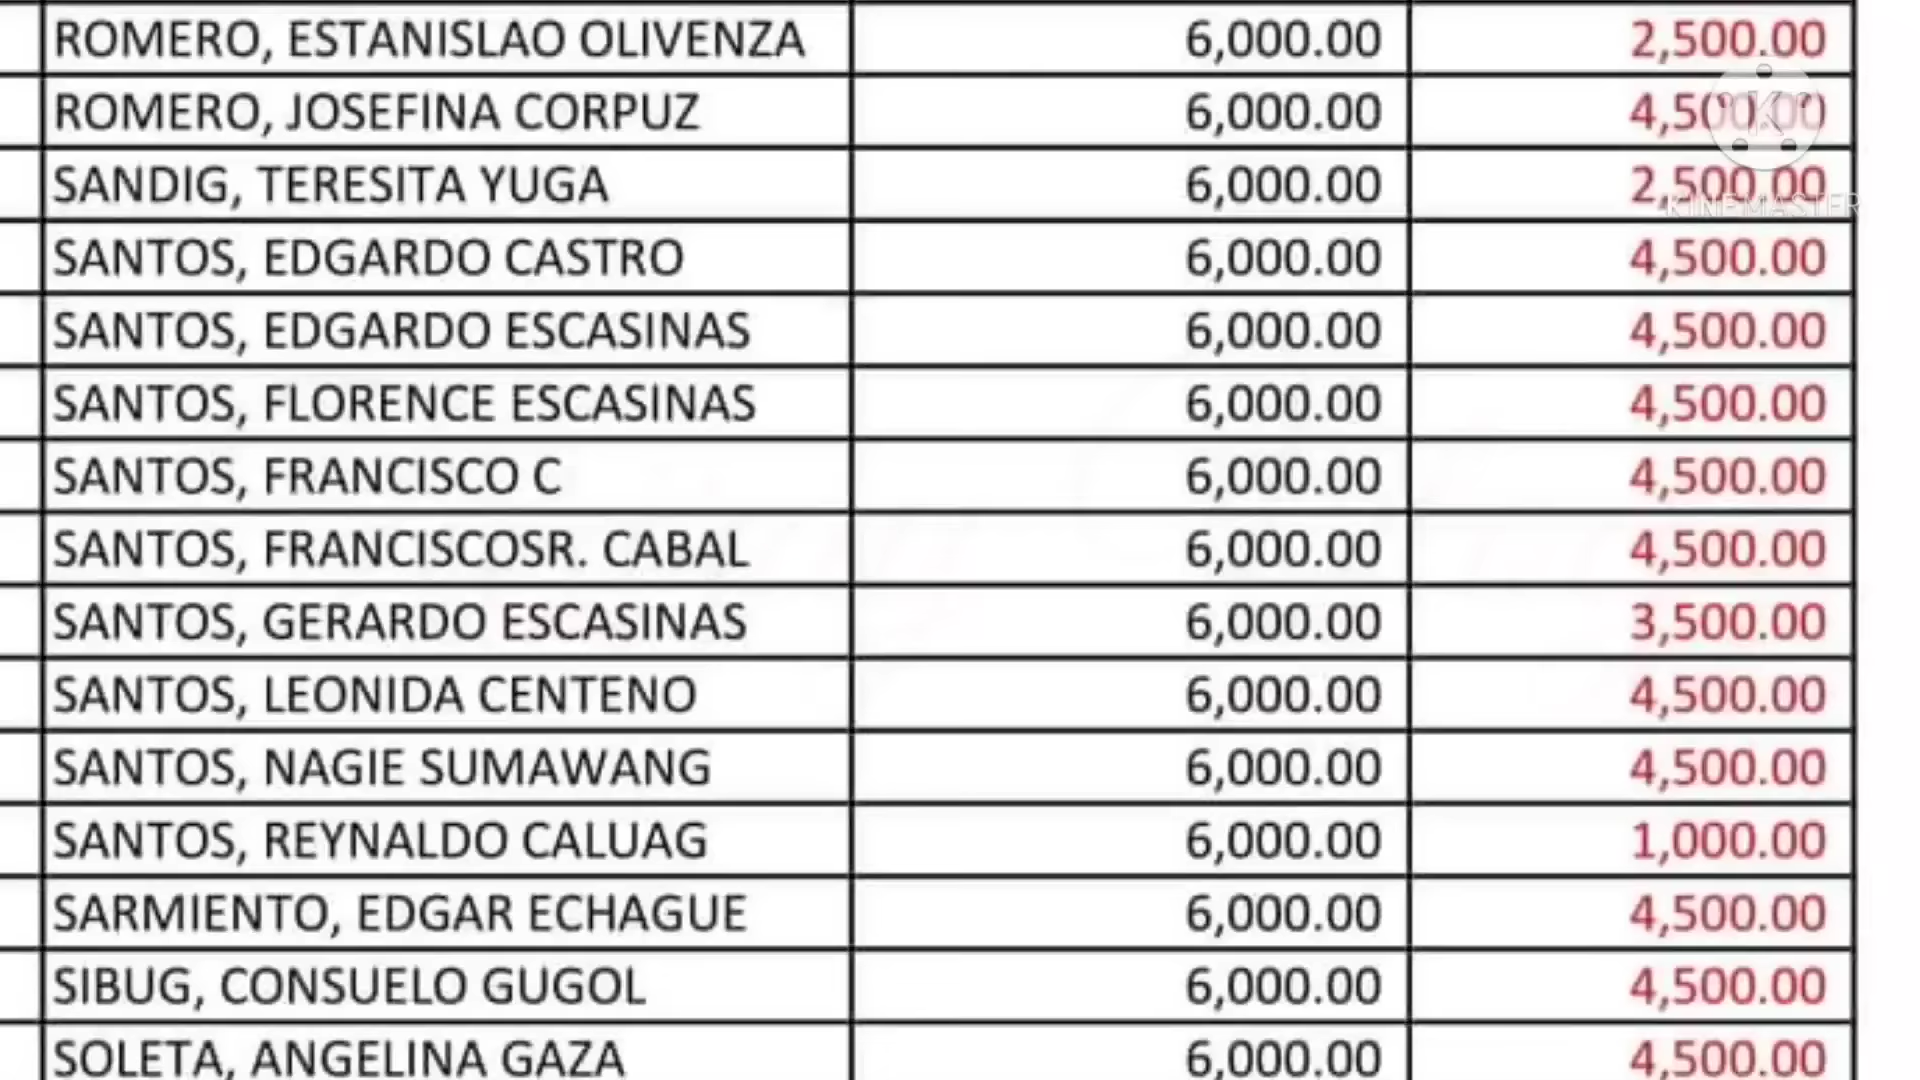 ROMERO, ESTANISLAO OLIVENZA 6,000.00 2,500.00
ROMERO, JOSEFINA CORPUZ 6,000.00 4,500.00
SANDIG, TERESITA YUGA 6,000.00 2,500.00
KINEMASTER
SANTOS, EDGARDO CASTRO 6,000.00 4,500.00
SANTOS, EDGARDO ESCASINAS 6,000.00 4,500.00
SANTOS, FLORENCE ESCASINAS 6,000.00 4,500.00
SANTOS, FRANCISCO C 6,000.00 4,500.00
SANTOS, FRANCISCOSR. CABAL 6,000.00 4,500.00
SANTOS, GERARDO ESCASINAS 6,000.00 3,500.00
SANTOS, LEONIDA CENTENO 6,000.00 4,500.00
SANTOS, NAGIE SUMAWANG 6,000.00 4,500.00
SANTOS, REYNALDO CALUAG 6,000.00 1,000.00
SARMIENTO, EDGAR ECHAGUE 6,000.00 4,500.00
SIBUG, CONSUELO GUGOL 6,000.00 4,500.00
SOLETA, ANGELINA GAZA 6,000.00 4,500.00